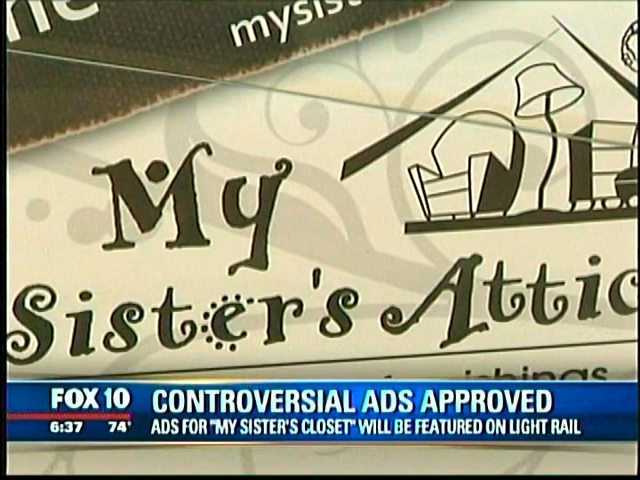 mysis
My
Sister's Attic
FOX 10
CONTROVERSIAL ADS APPROVED
6:37 74°
ADS FOR "MY SISTER'S CLOSET" WILL BE FEATURED ON LIGHT RAIL